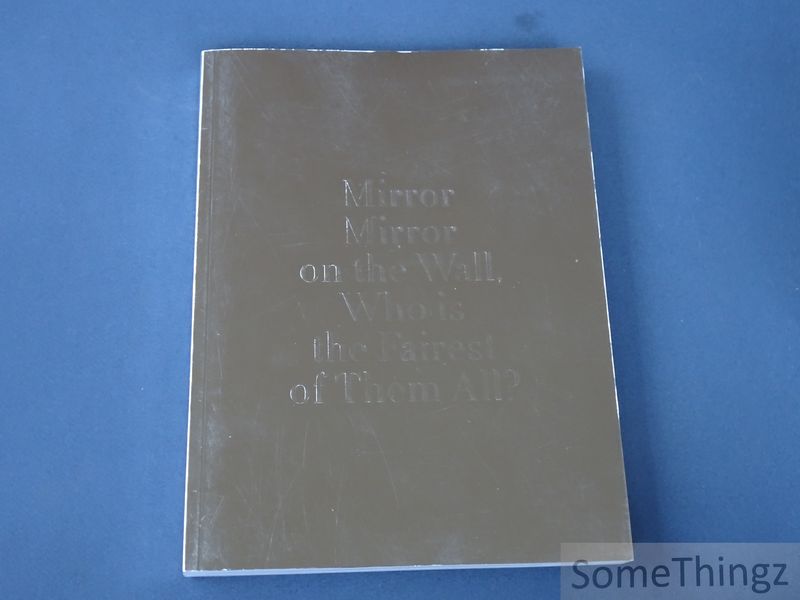 Mirror
Mirror
on the Wall,
Who is
the Fairest
of Them All?
SomeThingz